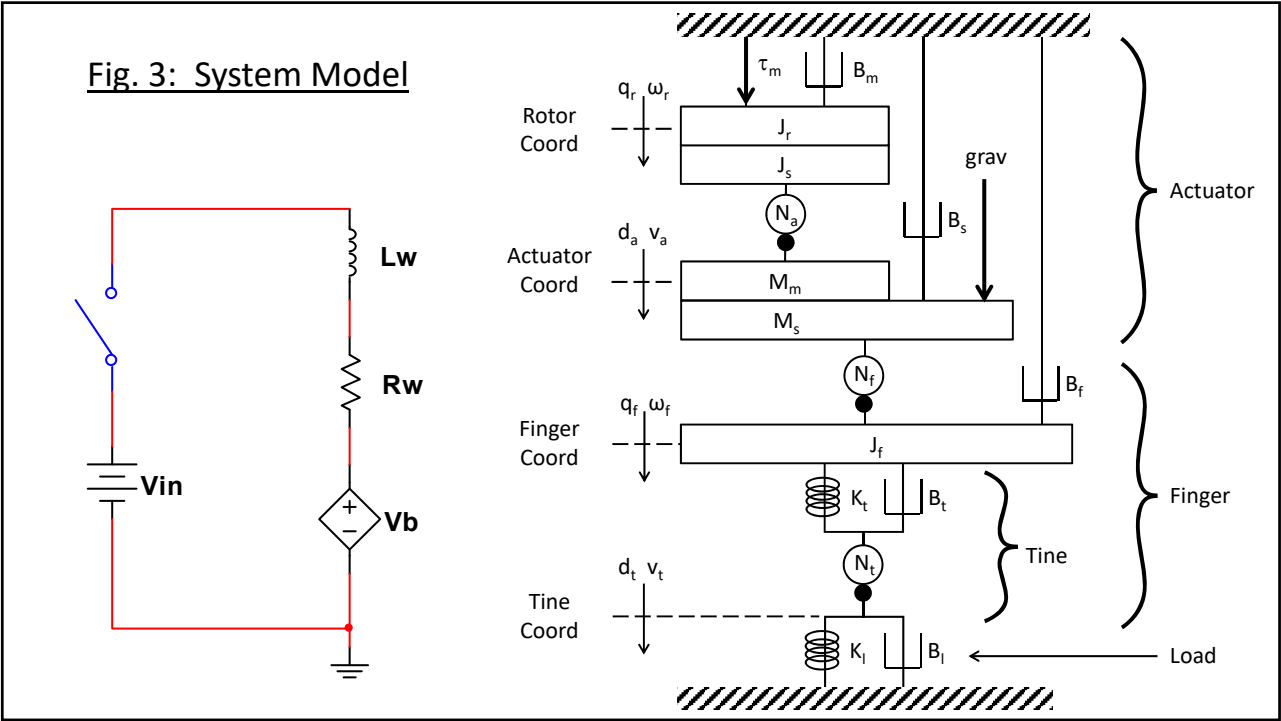 Fig. 3:  System Model
Lw
Rw
Vin
Vb
τm
Bm
qr ωr
Rotor
Coord
Jr
Js
grav
Actuator
Na
Bs
da va
Actuator
Coord
Mm
Ms
Nf
Bf
qf ωf
Finger
Coord
Jf
Kt
Bt
Finger
Tine
Nt
dt vt
Tine
Coord
Kl
Bl
Load